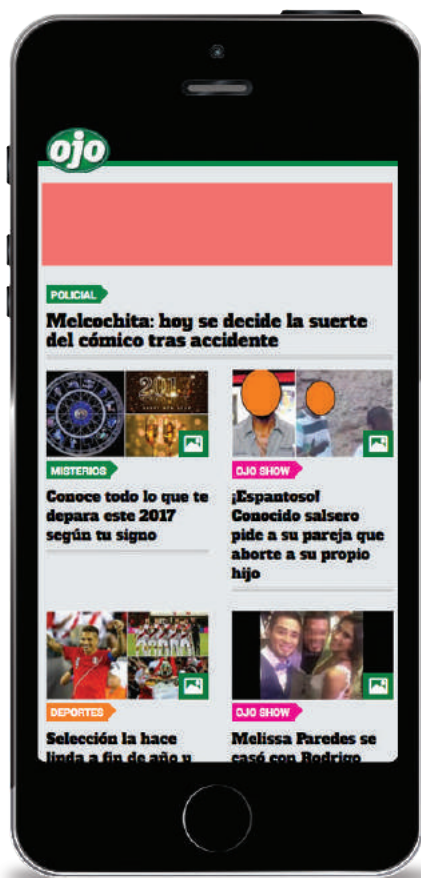 ojo
POLICIAL
Melcochita: hoy se decide la suerte
del cómico tras accidente
2017
MISTERIOS
Conoce todo lo que te
depara este 2017
según tu signo
OJO SHOW
¡Espantoso!
Conocido salsero
pide a su pareja que
aborte a su propio
hijo
DEPORTES
Selección la hace
linda a fin de año y
OJO SHOW
Melissa Paredes se
casó con Rodrigo